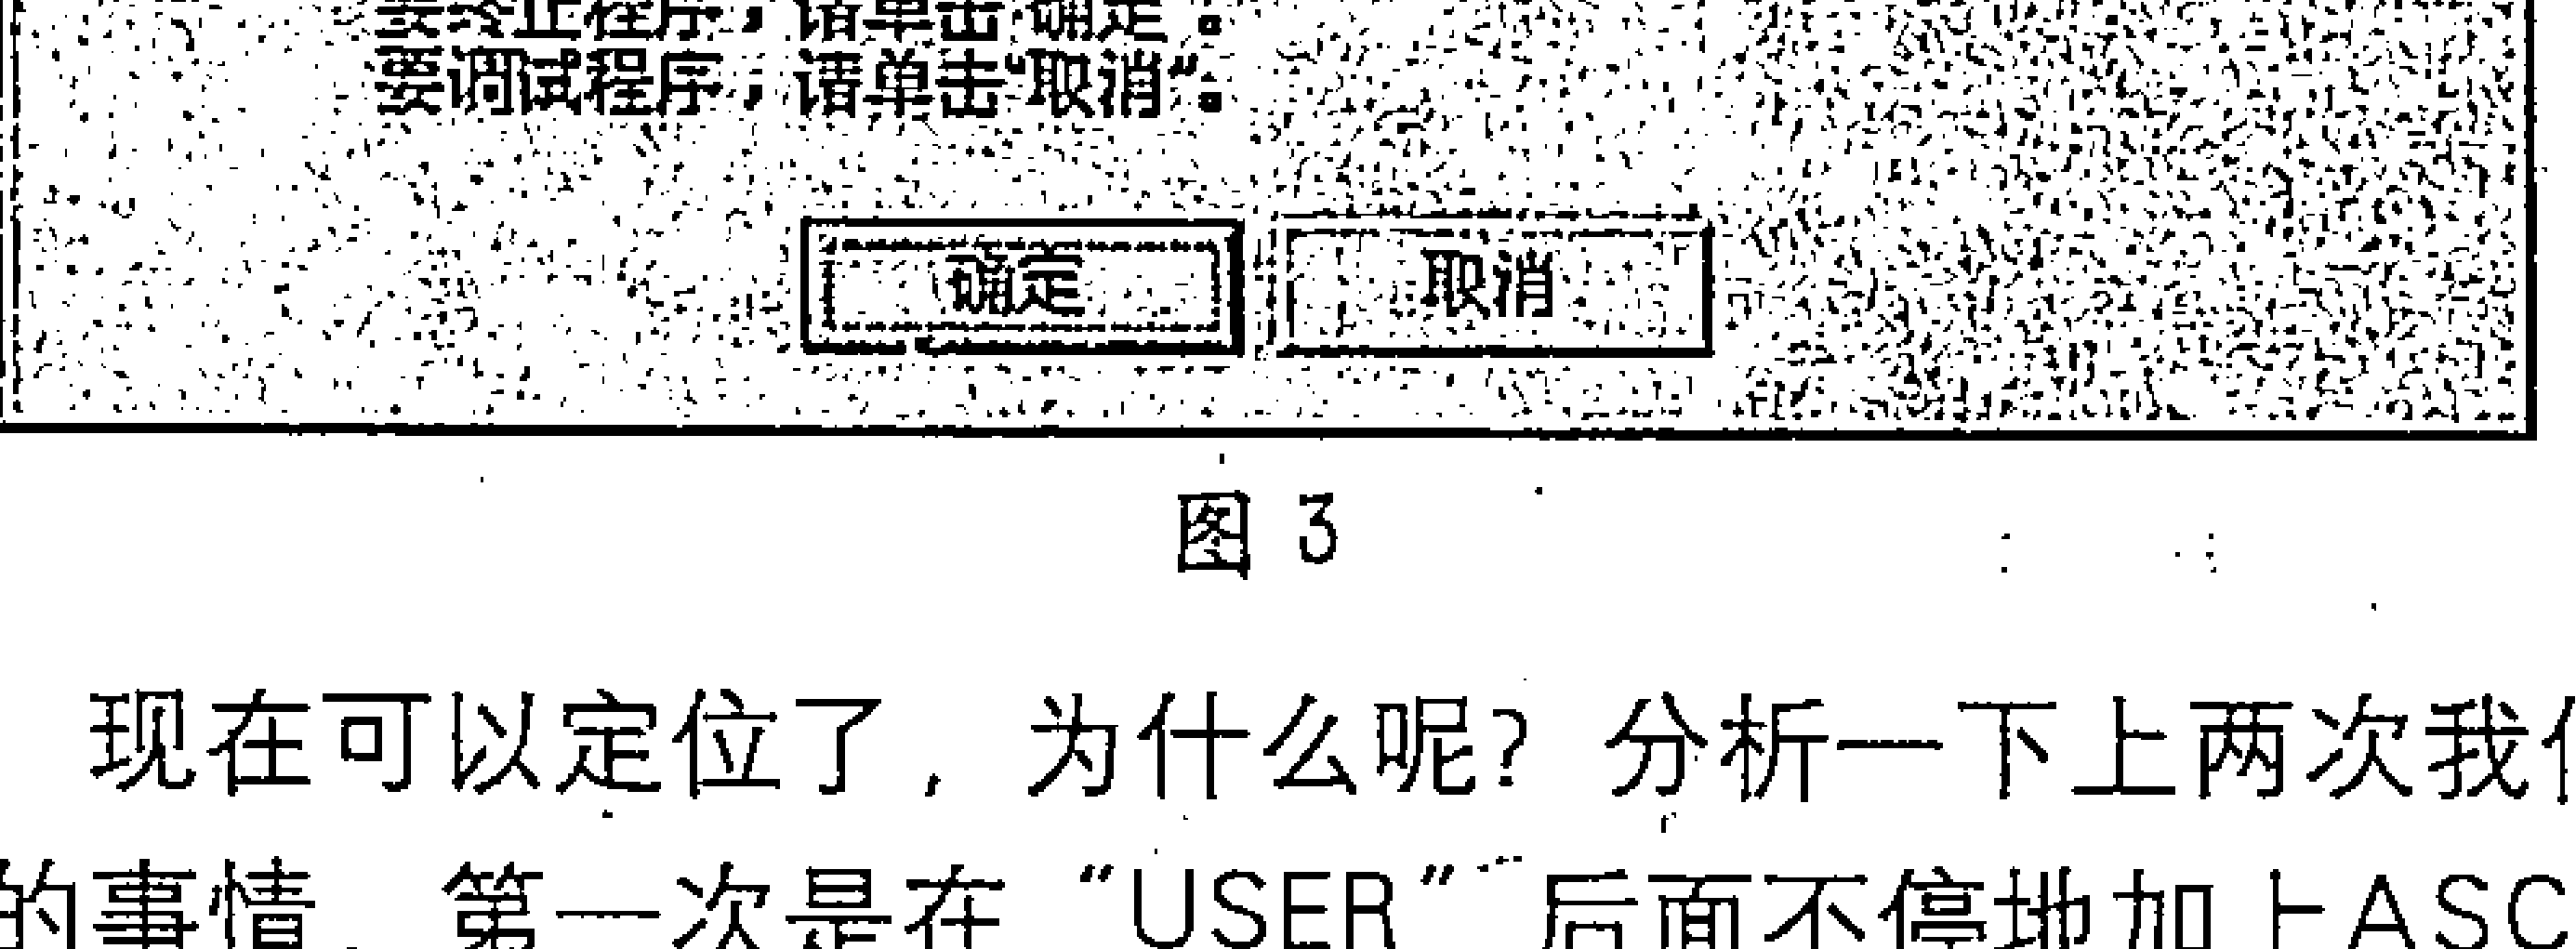 要终止程序，请单击"确定"。
要调试程序，请单击"取消"。
确定 取消
图 3
现在可以定位了，为什么呢？分析一下上两次我们
的事情，第一次是在“USER”后面不停地加上ASC